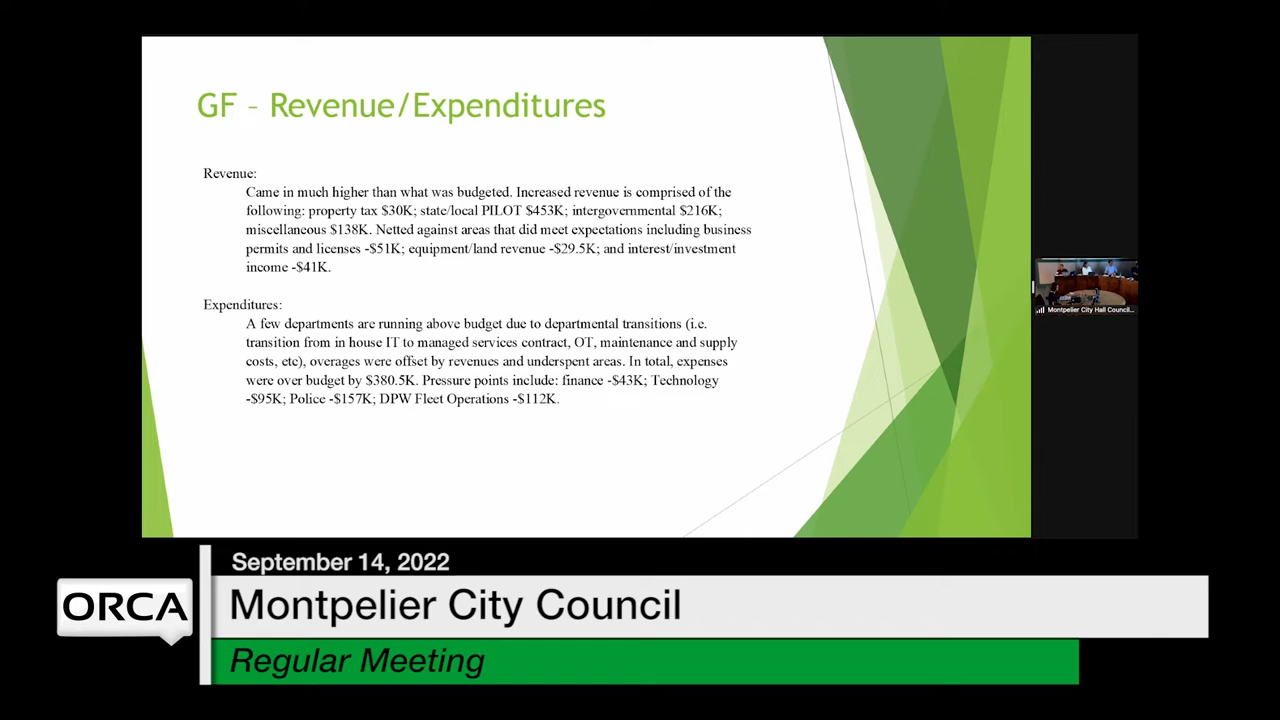 GF – Revenue/Expenditures
Revenue:
Came in much higher than what was budgeted. Increased revenue is comprised of the
following: property tax $30K; state/local PILOT $453K; intergovernmental $216K;
miscellaneous $138K. Netted against areas that did meet expectations including business
permits and licenses -$51K; equipment/land revenue -$29.5K; and interest/investment
income -$41K.
Expenditures:
A few departments are running above budget due to departmental transitions (i.e.
transition from in house IT to managed services contract, OT, maintenance and supply
costs, etc), overages were offset by revenues and underspent areas. In total, expenses
were over budget by $380.5K. Pressure points include: finance -$43K; Technology
-$95K; Police -$157K; DPW Fleet Operations -$112K.
Montpelier City Hall Council...
September 14, 2022
ORCA
Montpelier City Council
Regular Meeting